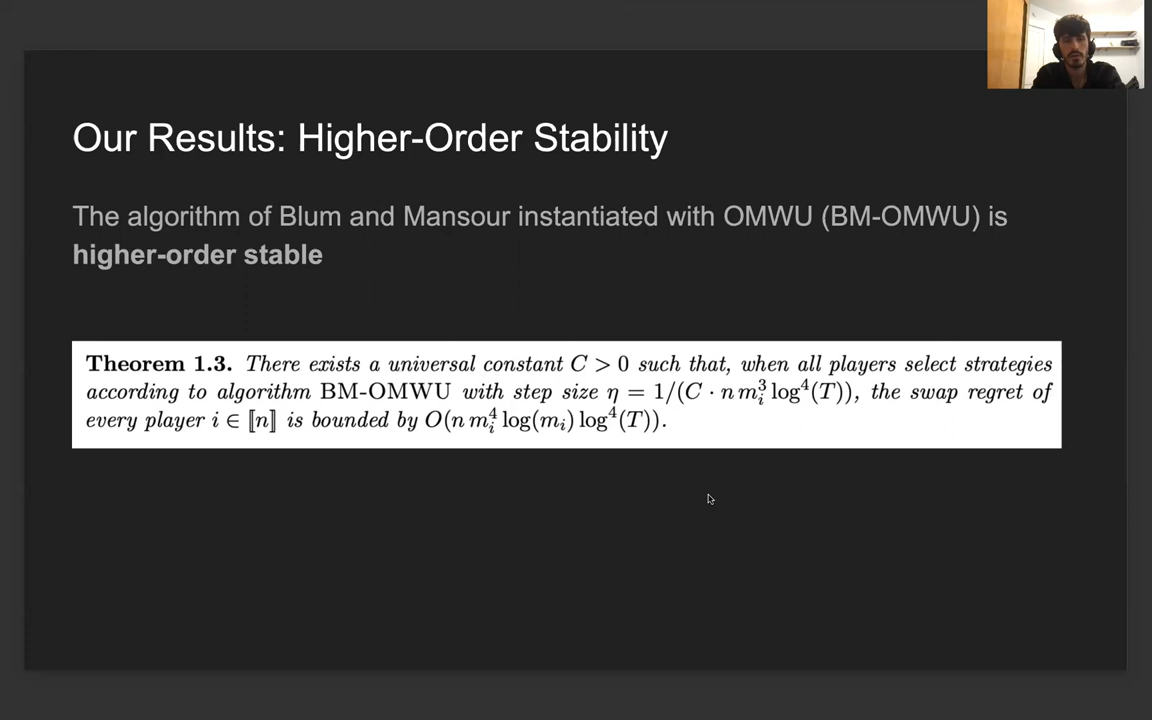 Our Results: Higher-Order Stability
The algorithm of Blum and Mansour instantiated with OMWU (BM-OMWU) is
higher-order stable
Theorem 1.3. There exists a universal constant C > 0 such that, when all players select strategies
according to algorithm BM-OMWU with step size η = 1/(C · n m_i^3 log^4(T)), the swap regret of
every player i ∈ ⟦n⟧ is bounded by O(n m_i^4 log(m_i) log^4(T)).